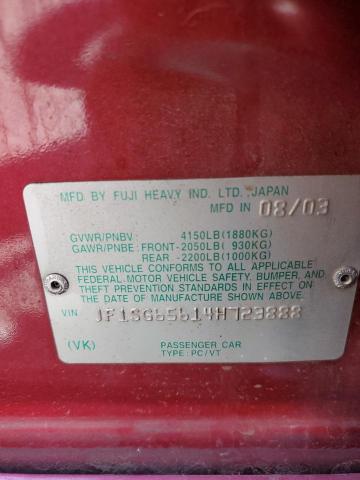 MFD BY FUJI HEAVY IND. LTD. JAPAN
MFD IN 08/03
GVWR/PNBV : 4150LB(1880KG)
GAWR/PNBE: FRONT-2050LB( 930KG)
REAR -2200LB(1000KG)
THIS VEHICLE CONFORMS TO ALL APPLICABLE
FEDERAL MOTOR VEHICLE SAFETY, BUMPER, AND
THEFT PREVENTION STANDARDS IN EFFECT ON THE
DATE OF MANUFACTURE SHOWN ABOVE.
VIN JF1SG65614H723888
(VK) PASSENGER CAR
TYPE: PC/VT